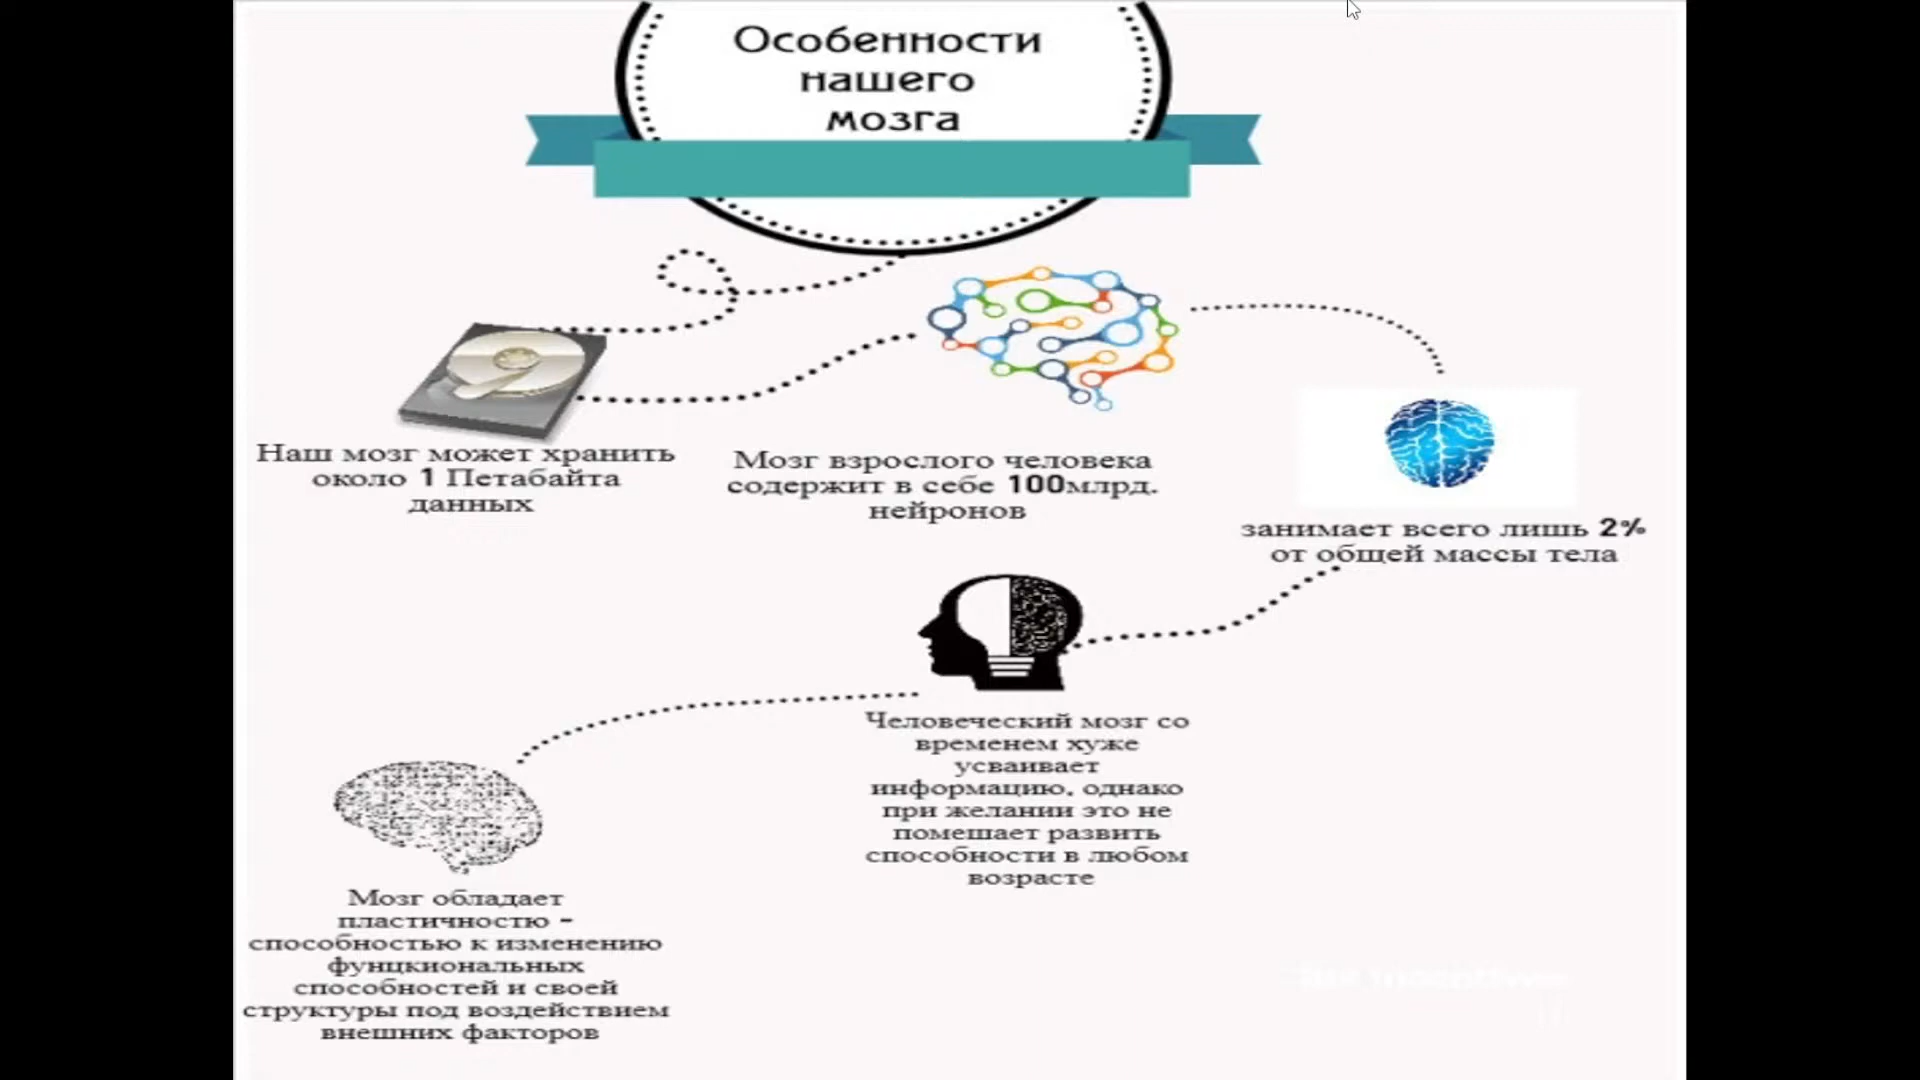 Особенности
нашего
мозга
Наш мозг может хранить
около 1 Петабайта
данных
Мозг взрослого человека
содержит в себе 100млрд.
нейронов
занимает всего лишь 2%
от общей массы тела
Человеческий мозг со
временем хуже
усваивает
информацию, однако
при желании это не
помешает развить
способности в любом
возрасте
Мозг обладает
пластичностю -
способностью к изменению
фунцкиональных
способностей и своей
структуры под воздействием
внешних факторов